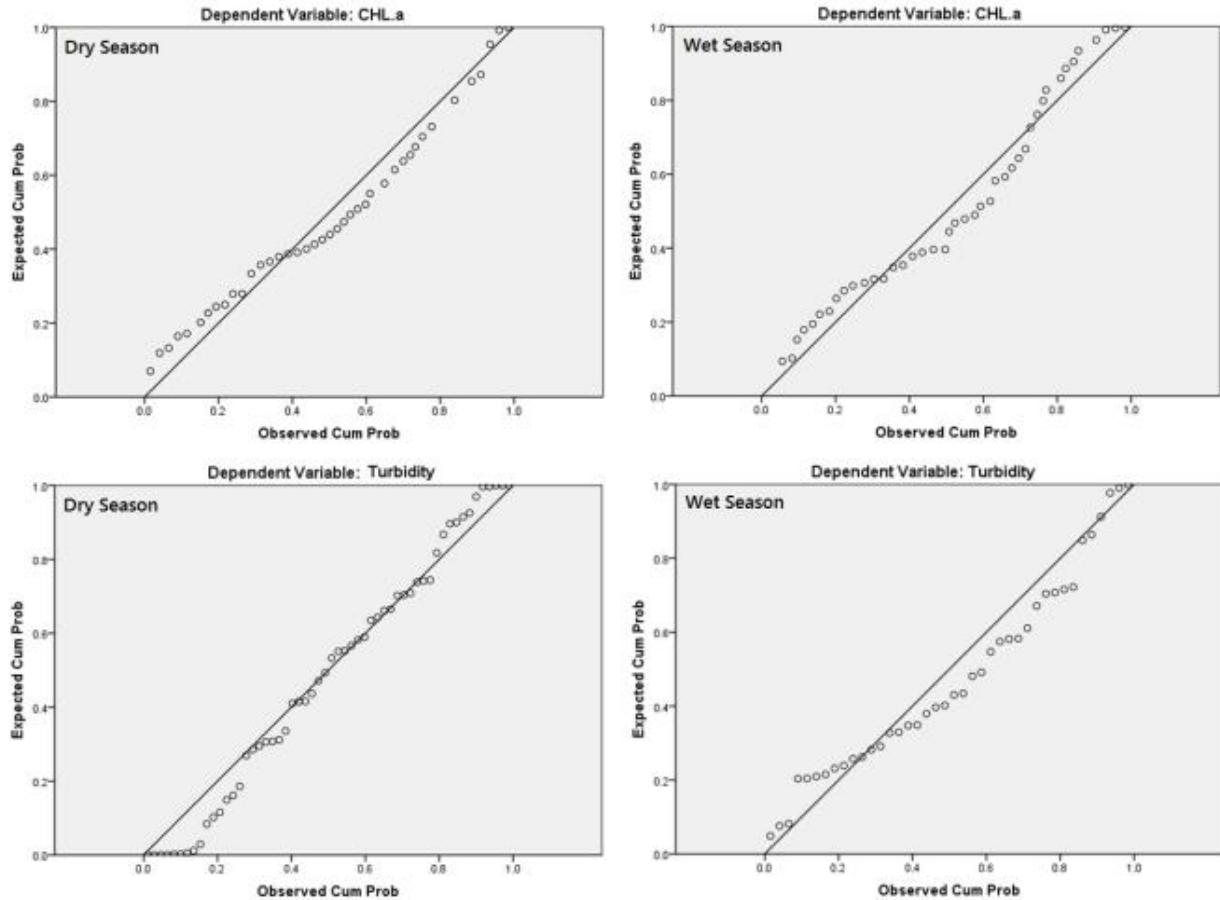 Dependent Variable: CHL.a
Dry Season
1.0
0.8
0.6
0.4
0.2
0.0
Expected Cum Prob
0.0 0.2 0.4 0.6 0.8 1.0
Observed Cum Prob
Dependent Variable: CHL.a
Wet Season
1.0
0.8
0.6
0.4
0.2
0.0
Expected Cum Prob
0.0 0.2 0.4 0.6 0.8 1.0
Observed Cum Prob
Dependent Variable: Turbidity
Dry Season
1.0
0.8
0.6
0.4
0.2
0.0
Expected Cum Prob
0.0 0.2 0.4 0.6 0.8 1.0
Observed Cum Prob
Dependent Variable: Turbidity
Wet Season
1.0
0.8
0.6
0.4
0.2
0.0
Expected Cum Prob
0.0 0.2 0.4 0.6 0.8 1.0
Observed Cum Prob